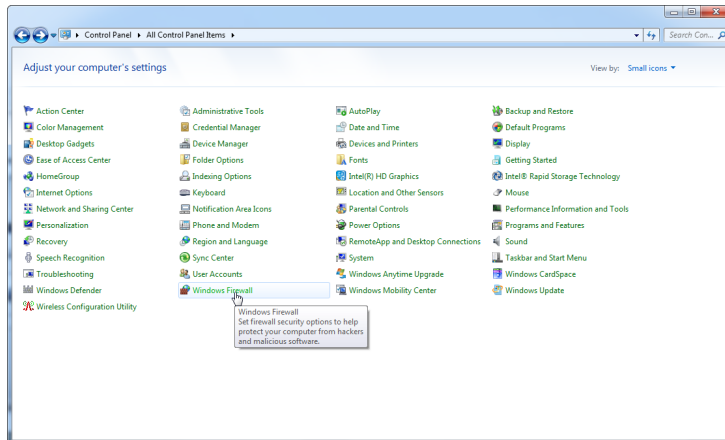 Control Panel ▸ All Control Panel Items ▸
Search Con...
Adjust your computer's settings
View by: Small icons
Action Center
Administrative Tools
AutoPlay
Backup and Restore
Color Management
Credential Manager
Date and Time
Default Programs
Desktop Gadgets
Device Manager
Devices and Printers
Display
Ease of Access Center
Folder Options
Fonts
Getting Started
HomeGroup
Indexing Options
Intel(R) HD Graphics
Intel® Rapid Storage Technology
Internet Options
Keyboard
Location and Other Sensors
Mouse
Network and Sharing Center
Notification Area Icons
Parental Controls
Performance Information and Tools
Personalization
Phone and Modem
Power Options
Programs and Features
Recovery
Region and Language
RemoteApp and Desktop Connections
Sound
Speech Recognition
Sync Center
System
Taskbar and Start Menu
Troubleshooting
User Accounts
Windows Anytime Upgrade
Windows CardSpace
Windows Defender
Windows Firewall
Windows Mobility Center
Windows Update
Wireless Configuration Utility
Windows Firewall
Set firewall security options to help
protect your computer from hackers
and malicious software.